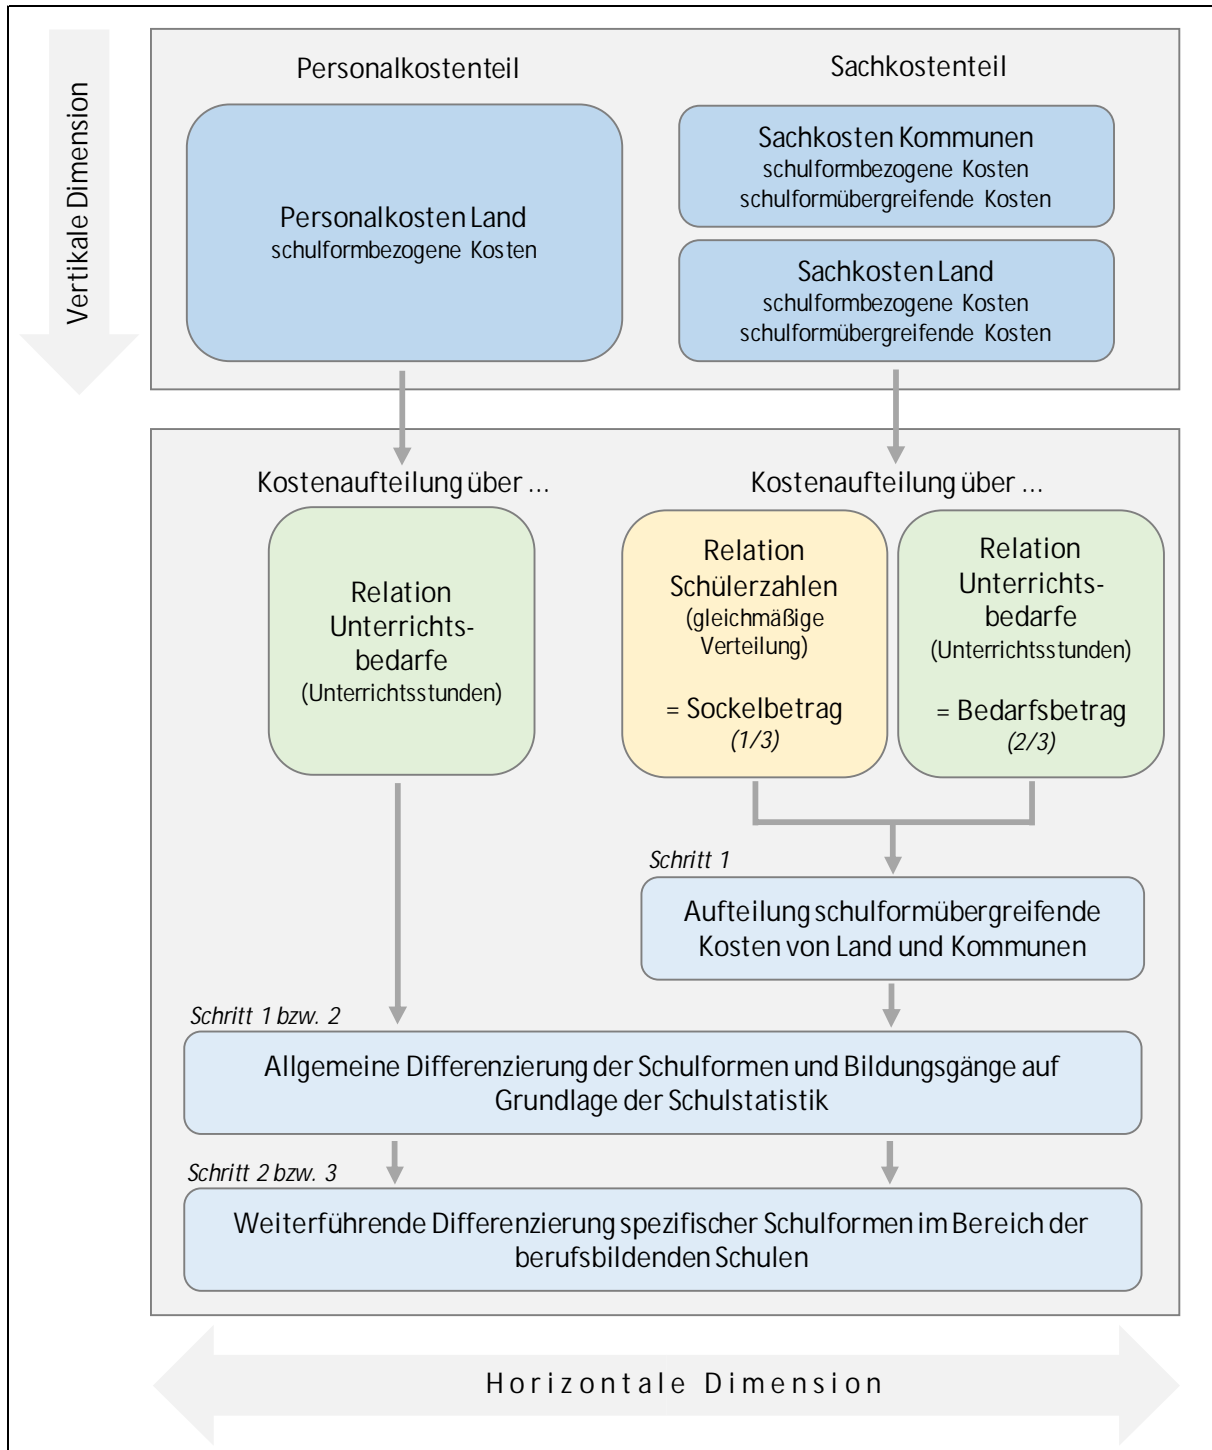 Vertikale Dimension
Personalkostenteil
Sachkostenteil
Personalkosten Land
schulformbezogene Kosten
Sachkosten Kommunen
schulformbezogene Kosten
schulformübergreifende Kosten
Sachkosten Land
schulformbezogene Kosten
schulformübergreifende Kosten
Kostenaufteilung über ...
Relation
Unterrichts-
bedarfe
(Unterrichtsstunden)
Kostenaufteilung über ...
Relation
Schülerzahlen
(gleichmäßige
Verteilung)
= Sockelbetrag
(1/3)
Relation
Unterrichts-
bedarfe
(Unterrichtsstunden)
= Bedarfsbetrag
(2/3)
Schritt 1
Aufteilung schulformübergreifende
Kosten von Land und Kommunen
Schritt 1 bzw. 2
Allgemeine Differenzierung der Schulformen und Bildungsgänge auf
Grundlage der Schulstatistik
Schritt 2 bzw. 3
Weiterführende Differenzierung spezifischer Schulformen im Bereich der
berufsbildenden Schulen
Horizontale Dimension